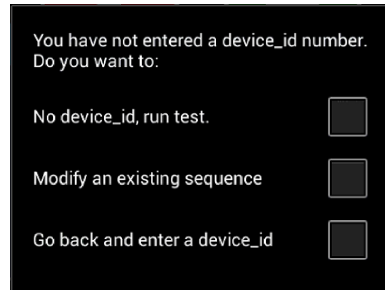 You have not entered a device_id number.
Do you want to:
No device_id, run test.
Modify an existing sequence
Go back and enter a device_id